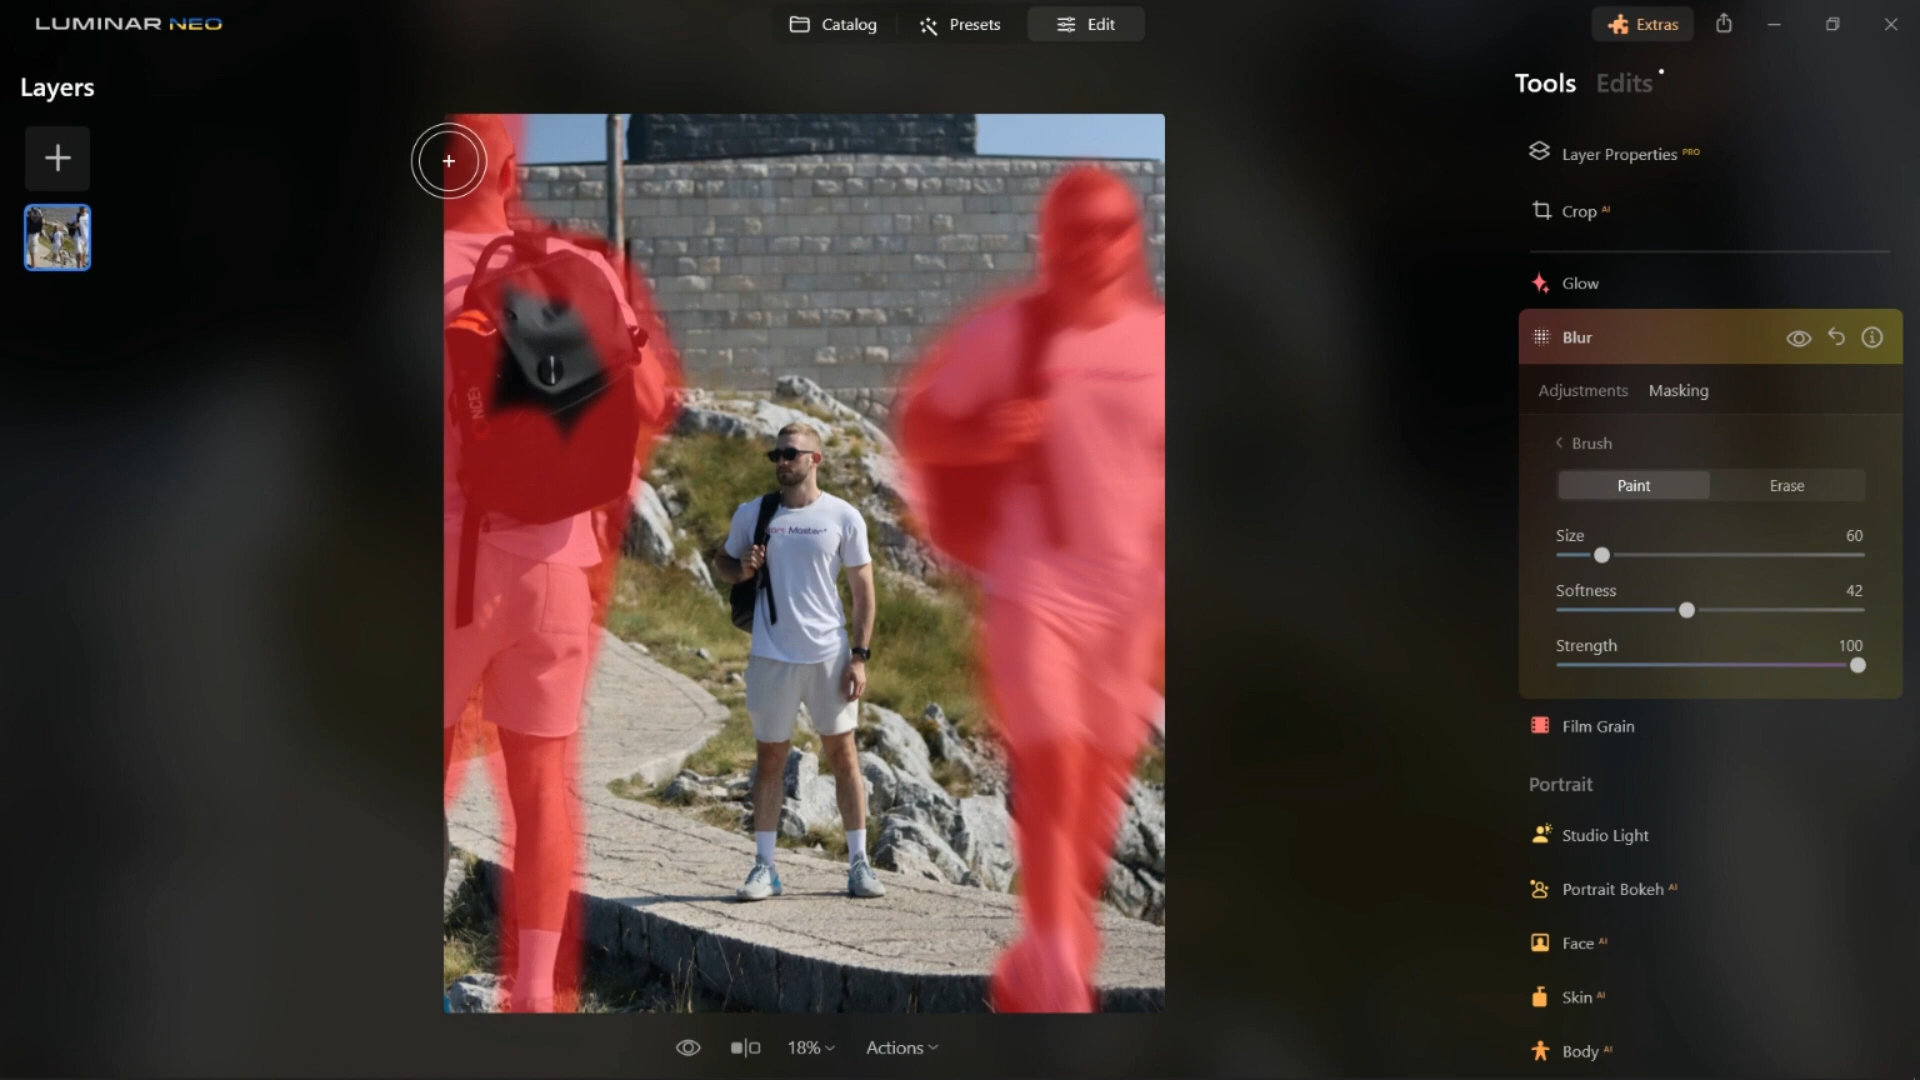 LUMINAR NEO
Catalog
Presets
Edit
Extras
Layers
Tools
Edits
Layer Properties PRO
Crop AI
Glow
Blur
Adjustments
Masking
Brush
Paint
Erase
Size
60
Softness
42
Strength
100
Film Grain
Portrait
Studio Light
Portrait Bokeh AI
Face AI
Skin AI
Body AI
18%
Actions